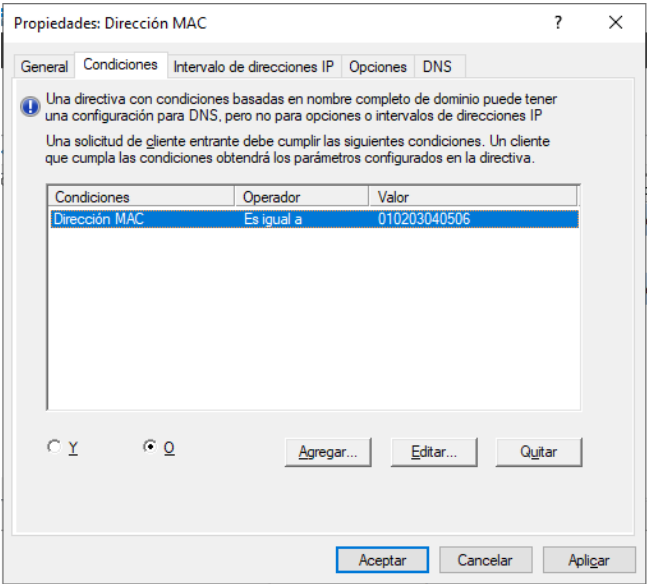 Propiedades: Dirección MAC
General Condiciones Intervalo de direcciones IP Opciones DNS
Una directiva con condiciones basadas en nombre completo de dominio puede tener
una configuración para DNS, pero no para opciones o intervalos de direcciones IP
Una solicitud de cliente entrante debe cumplir las siguientes condiciones. Un cliente
que cumpla las condiciones obtendrá los parámetros configurados en la directiva.
Condiciones Operador Valor
Dirección MAC Es igual a 010203040506
Y O Agregar... Editar... Quitar
Aceptar Cancelar Aplicar